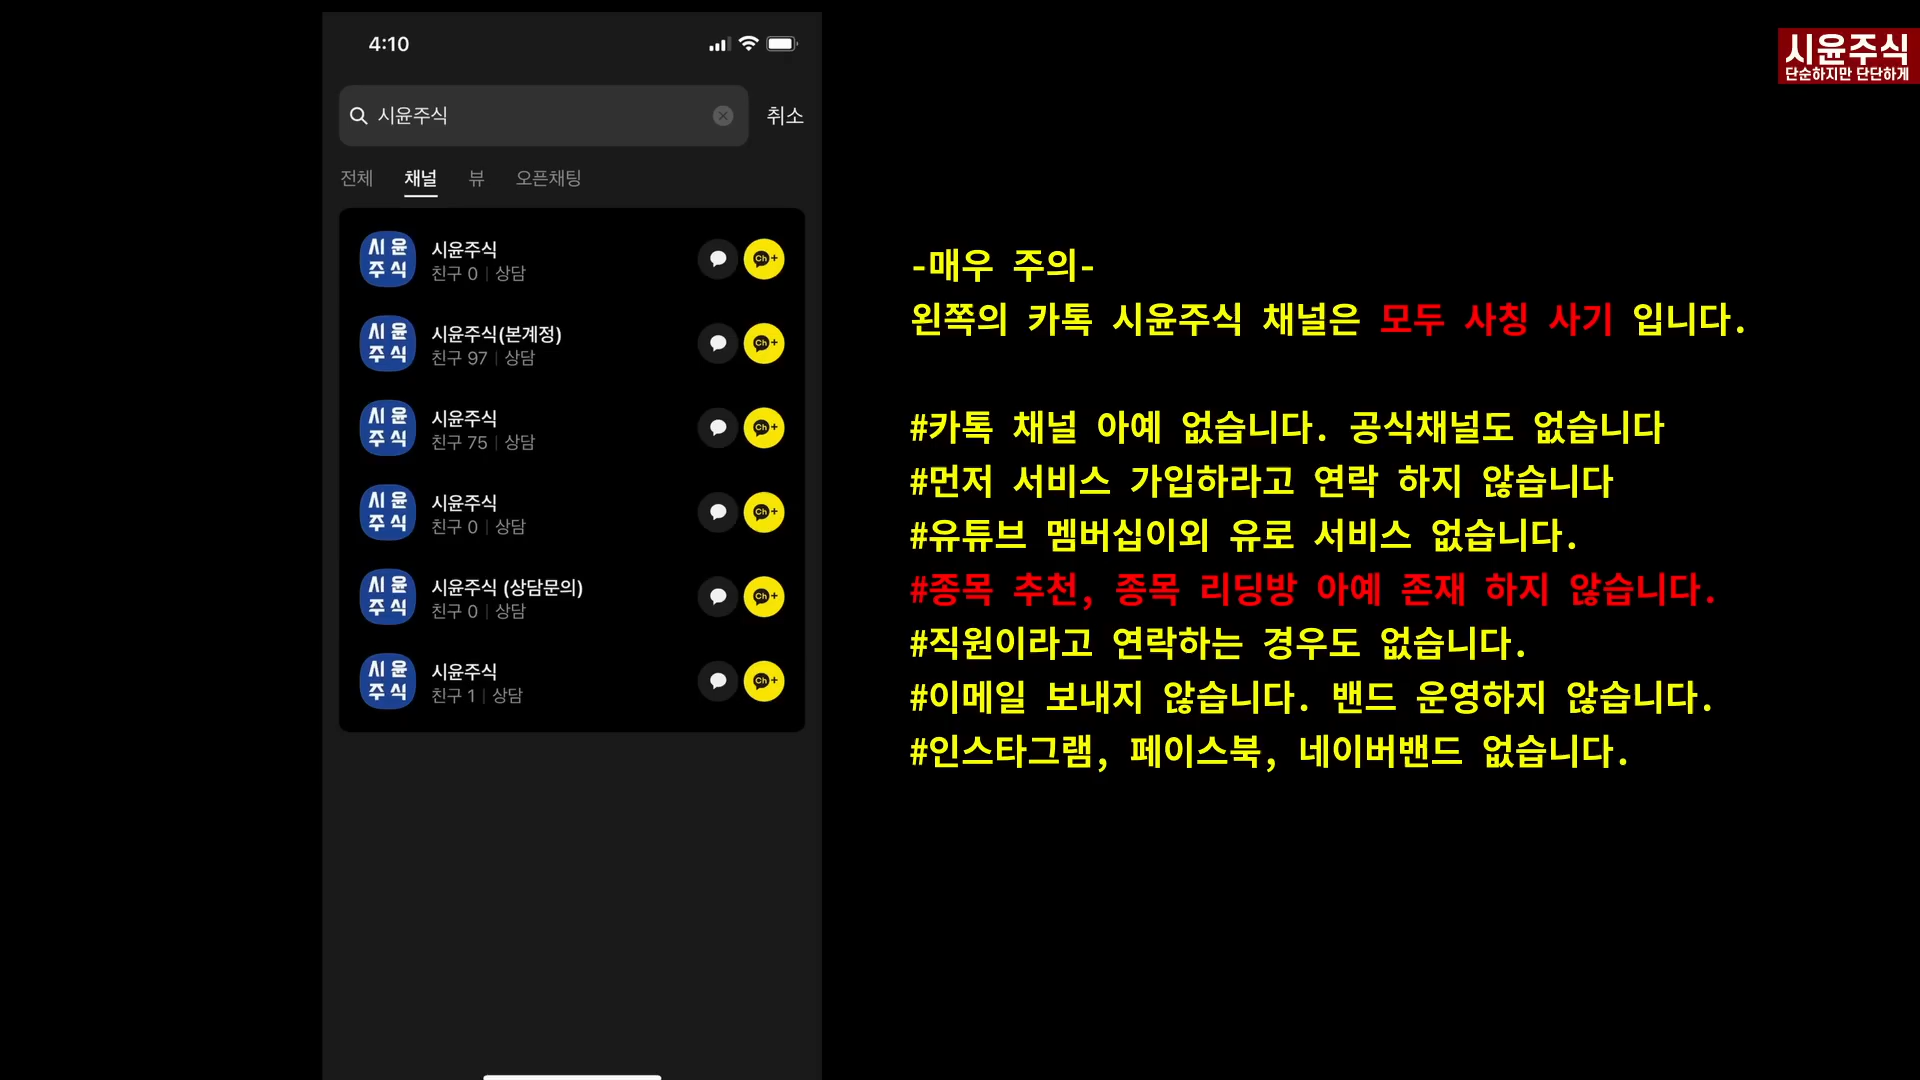 4:10
시윤주식
취소
전체 채널 뷰 오픈채팅
시윤
주식
시윤주식
친구 0 | 상담
Ch+
시윤
주식
시윤주식(본계정)
친구 97 | 상담
Ch+
시윤
주식
시윤주식
친구 75 | 상담
Ch+
시윤
주식
시윤주식
친구 0 | 상담
Ch+
시윤
주식
시윤주식 (상담문의)
친구 0 | 상담
Ch+
시윤
주식
시윤주식
친구 1 | 상담
Ch+
시윤주식
단순하지만 단단하게
-매우 주의-
왼쪽의 카톡 시윤주식 채널은 모두 사칭 사기 입니다.
#카톡 채널 아예 없습니다. 공식채널도 없습니다
#먼저 서비스 가입하라고 연락 하지 않습니다
#유튜브 멤버십이외 유로 서비스 없습니다.
#종목 추천, 종목 리딩방 아예 존재 하지 않습니다.
#직원이라고 연락하는 경우도 없습니다.
#이메일 보내지 않습니다. 밴드 운영하지 않습니다.
#인스타그램, 페이스북, 네이버밴드 없습니다.